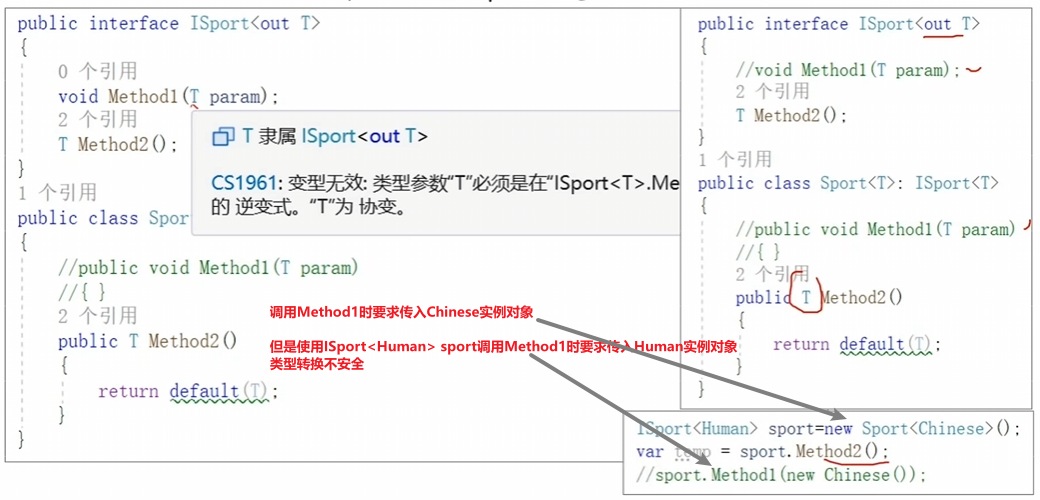 public interface ISport<out T>
{
0 个引用
void Method1(T param);
2 个引用
T Method2();
}
1 个引用
public class Spor
{
//public void Method1(T param)
//{ }
2 个引用
public T Method2()
{
return default(T);
}
}
T 隶属 ISport<out T>
CS1961: 变型无效: 类型参数“T”必须是在“ISport<T>.Me
的 逆变式。“T”为 协变。
调用Method1时要求传入Chinese实例对象
但是使用ISport<Human> sport调用Method1时要求传入Human实例对象
类型转换不安全
public interface ISport<out T>
{
//void Method1(T param);
2 个引用
T Method2();
}
1 个引用
public class Sport<T>: ISport<T>
{
//public void Method1(T param)
//{ }
2 个引用
public T Method2()
{
return default(T);
}
}
ISport<Human> sport=new Sport<Chinese>();
var temp = sport.Method2();
//sport.Method1(new Chinese());